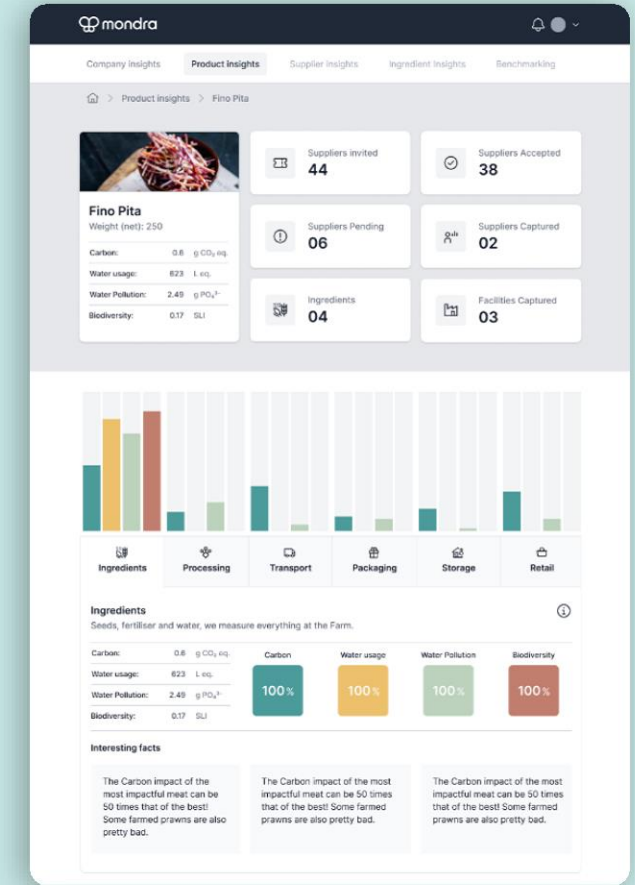 mondra
Company insights
Product insights
Supplier insights
Ingredient Insights
Benchmarking
> Product insights > Fino Pita
Fino Pita
Weight (net): 250
Carbon: 0.6 g CO₂ eq.
Water usage: 623 L eq.
Water Pollution: 2.49 g PO₄³⁻
Biodiversity: 0.17 SLI
Suppliers invited
44
Suppliers Accepted
38
Suppliers Pending
06
Suppliers Captured
02
Ingredients
04
Facilities Captured
03
Ingredients
Processing
Transport
Packaging
Storage
Retail
Ingredients
Seeds, fertiliser and water, we measure everything at the Farm.
Carbon: 0.6 g CO₂ eq.
Water usage: 623 L eq.
Water Pollution: 2.49 g PO₄³⁻
Biodiversity: 0.17 SLI
Carbon
100%
Water usage
100%
Water Pollution
100%
Biodiversity
100%
Interesting facts
The Carbon impact of the
most impactful meat can be
50 times that of the best!
Some farmed prawns are also
pretty bad.
The Carbon impact of the most
impactful meat can be 50 times
that of the best! Some farmed
prawns are also pretty bad.
The Carbon impact of the most
impactful meat can be 50 times
that of the best! Some farmed
prawns are also pretty bad.